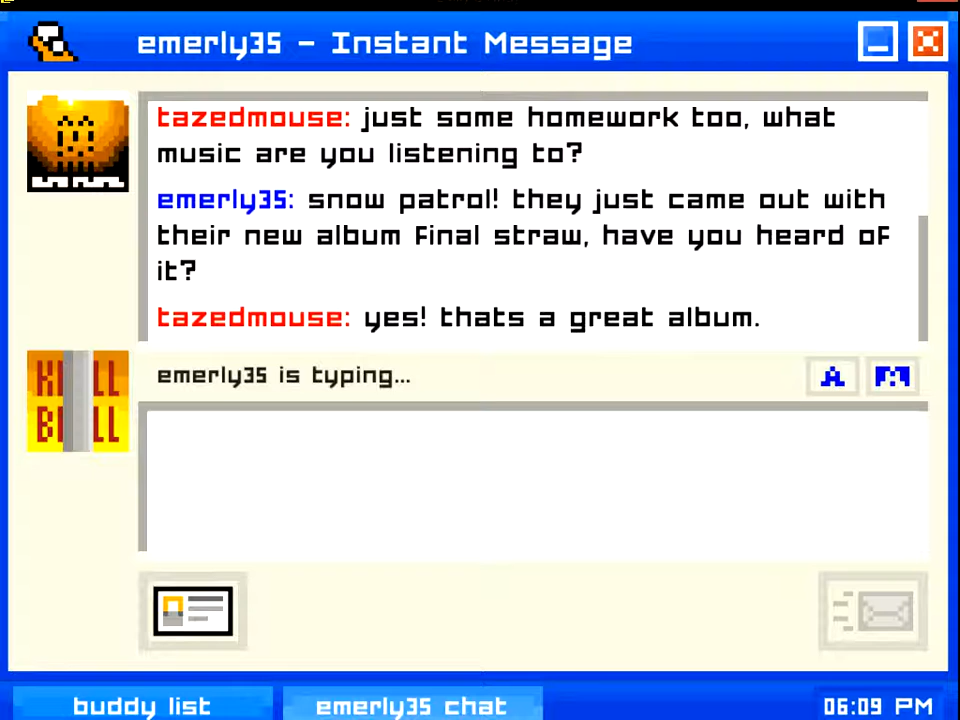 emerly35 - Instant Message
tazedmouse: just some homework too, what
music are you listening to?
emerly35: snow patrol! they just came out with
their new album final straw, have you heard of
it?
tazedmouse: yes! thats a great album.
KILL
BILL
emerly35 is typing...
A
buddy list
emerly35 chat
06:09 PM